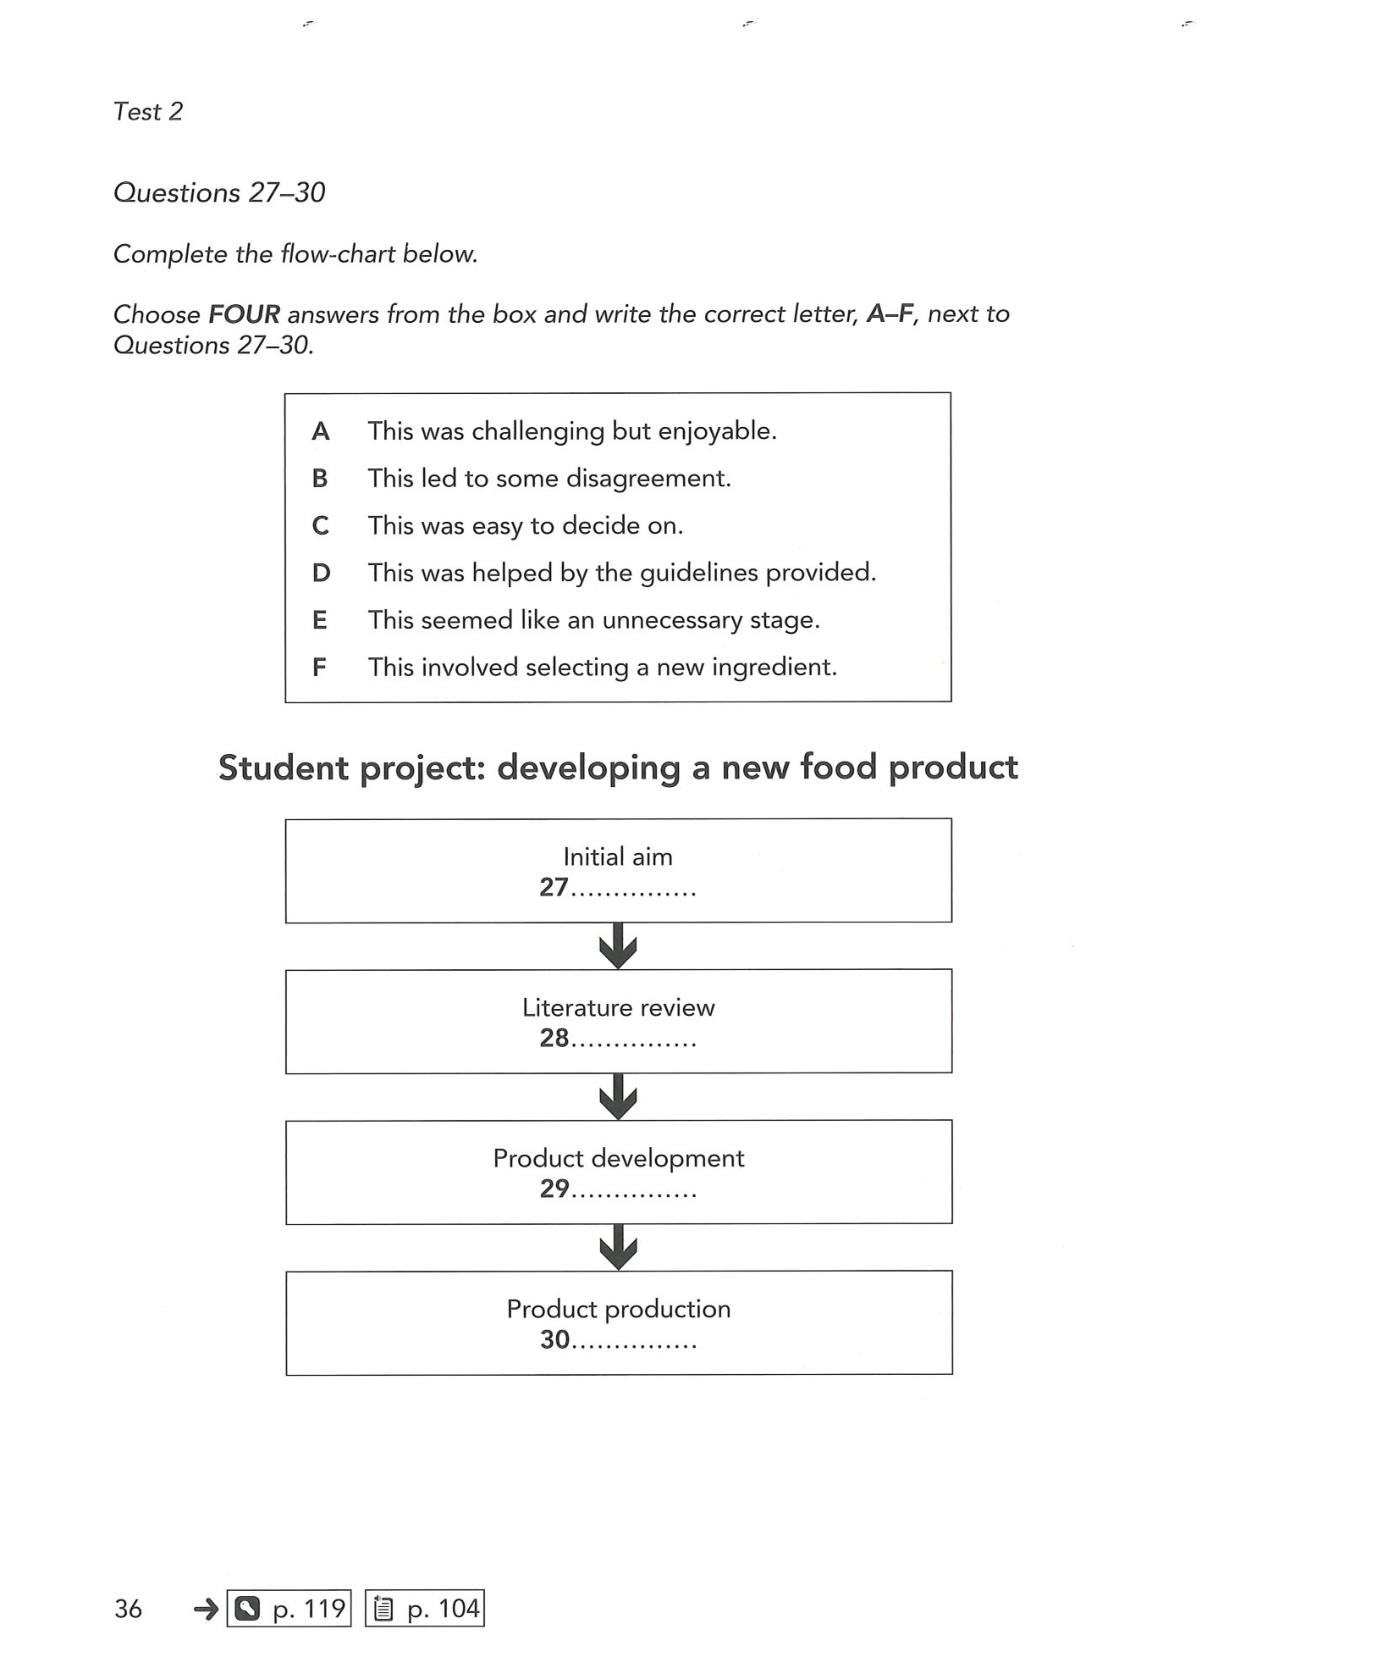 Test 2
Questions 27–30
Complete the flow-chart below.
Choose FOUR answers from the box and write the correct letter, A–F, next to
Questions 27–30.
A This was challenging but enjoyable.
B This led to some disagreement.
C This was easy to decide on.
D This was helped by the guidelines provided.
E This seemed like an unnecessary stage.
F This involved selecting a new ingredient.
Student project: developing a new food product
Initial aim
27...............
Literature review
28...............
Product development
29...............
Product production
30...............
36 → p. 119 p. 104